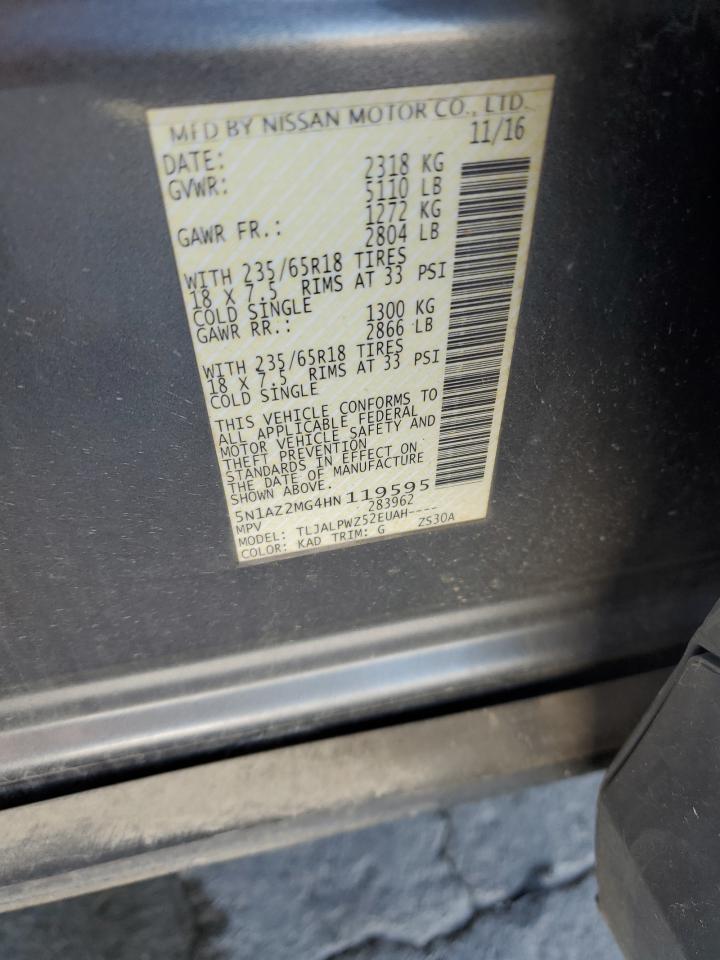 MFD BY NISSAN MOTOR CO., LTD.
DATE: 11/16
GVWR: 2318 KG
5110 LB
GAWR FR.: 1272 KG
2804 LB
WITH 235/65R18 TIRES
18 X 7.5 RIMS AT 33 PSI
COLD SINGLE
GAWR RR.: 1300 KG
2866 LB
WITH 235/65R18 TIRES
18 X 7.5 RIMS AT 33 PSI
COLD SINGLE
THIS VEHICLE CONFORMS TO
ALL APPLICABLE FEDERAL
MOTOR VEHICLE SAFETY AND
THEFT PREVENTION
STANDARDS IN EFFECT ON
THE DATE OF MANUFACTURE
SHOWN ABOVE.
5N1AZ2MG4HN119595
MPV 283962
MODEL: TLJALPWZ52EUAH----
COLOR: KAD TRIM: G ZS30A